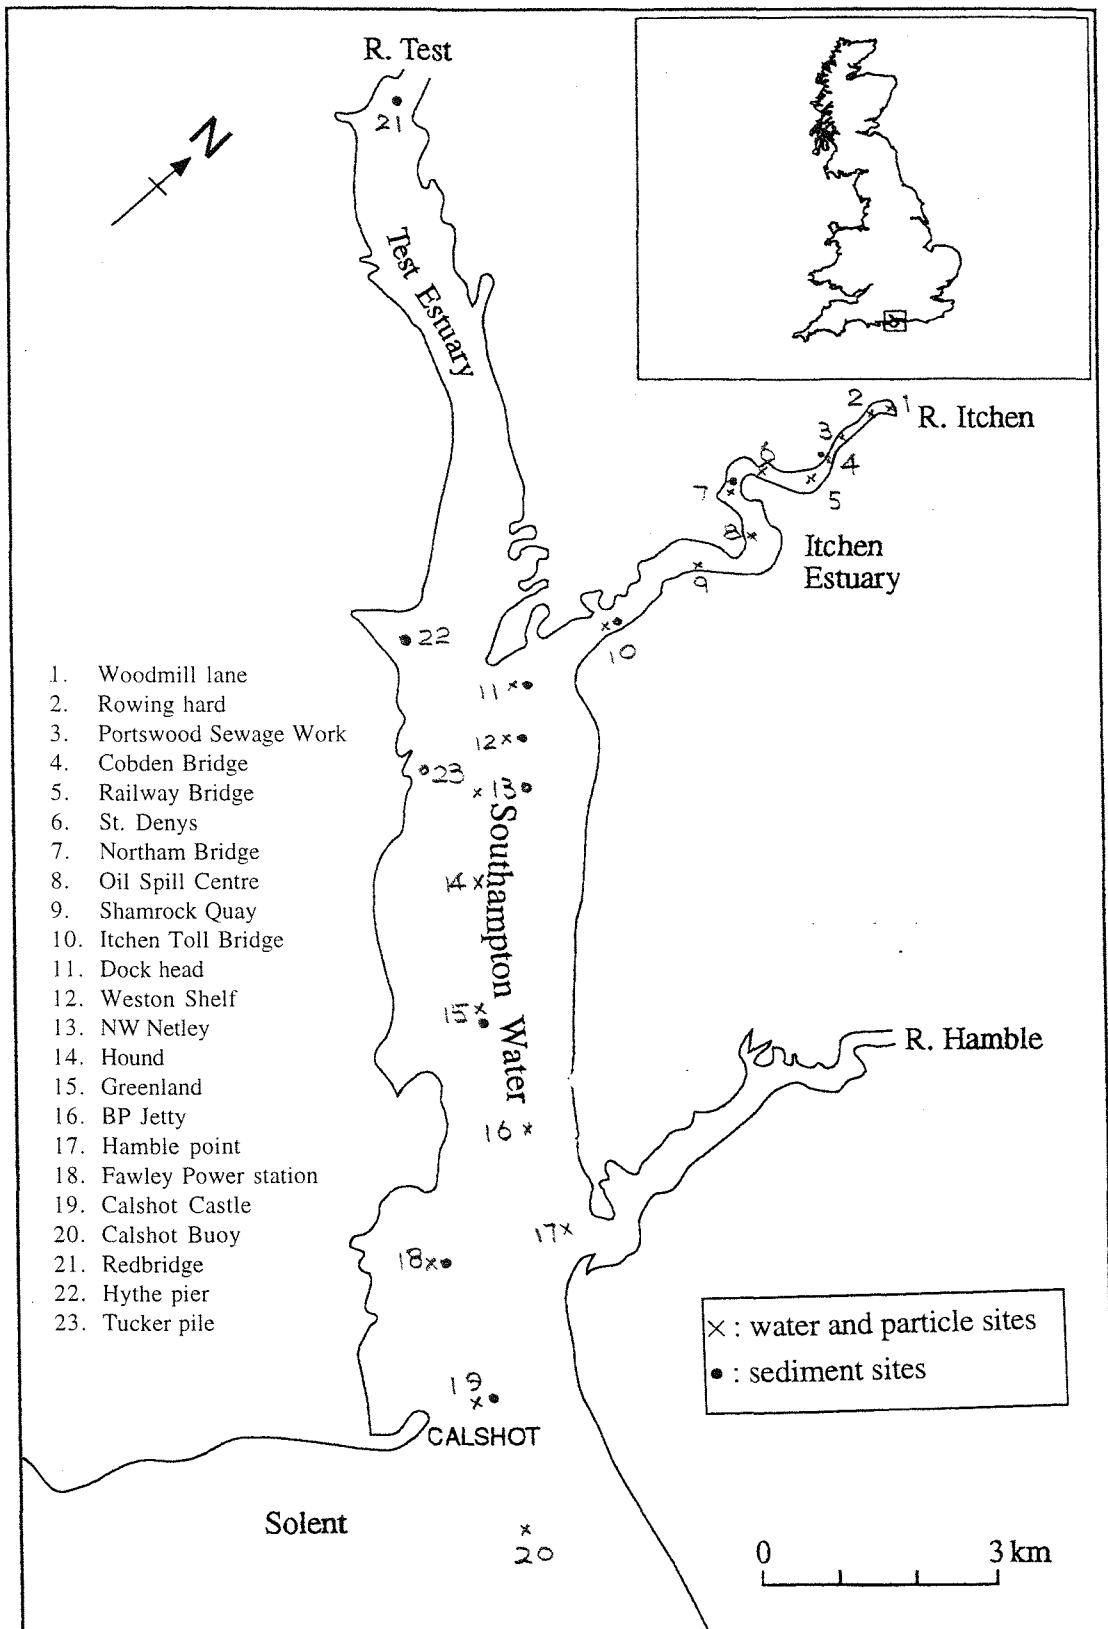 R. Test
21
N
Test Estuary
2
1
R. Itchen
3
6
4
7
5
8
Itchen
Estuary
9
22
10
11
12
23
13
Southampton Water
14
15
R. Hamble
16
17
18
19
CALSHOT
Solent
20
1. Woodmill lane
2. Rowing hard
3. Portswood Sewage Work
4. Cobden Bridge
5. Railway Bridge
6. St. Denys
7. Northam Bridge
8. Oil Spill Centre
9. Shamrock Quay
10. Itchen Toll Bridge
11. Dock head
12. Weston Shelf
13. NW Netley
14. Hound
15. Greenland
16. BP Jetty
17. Hamble point
18. Fawley Power station
19. Calshot Castle
20. Calshot Buoy
21. Redbridge
22. Hythe pier
23. Tucker pile
× : water and particle sites
• : sediment sites
0 3 km